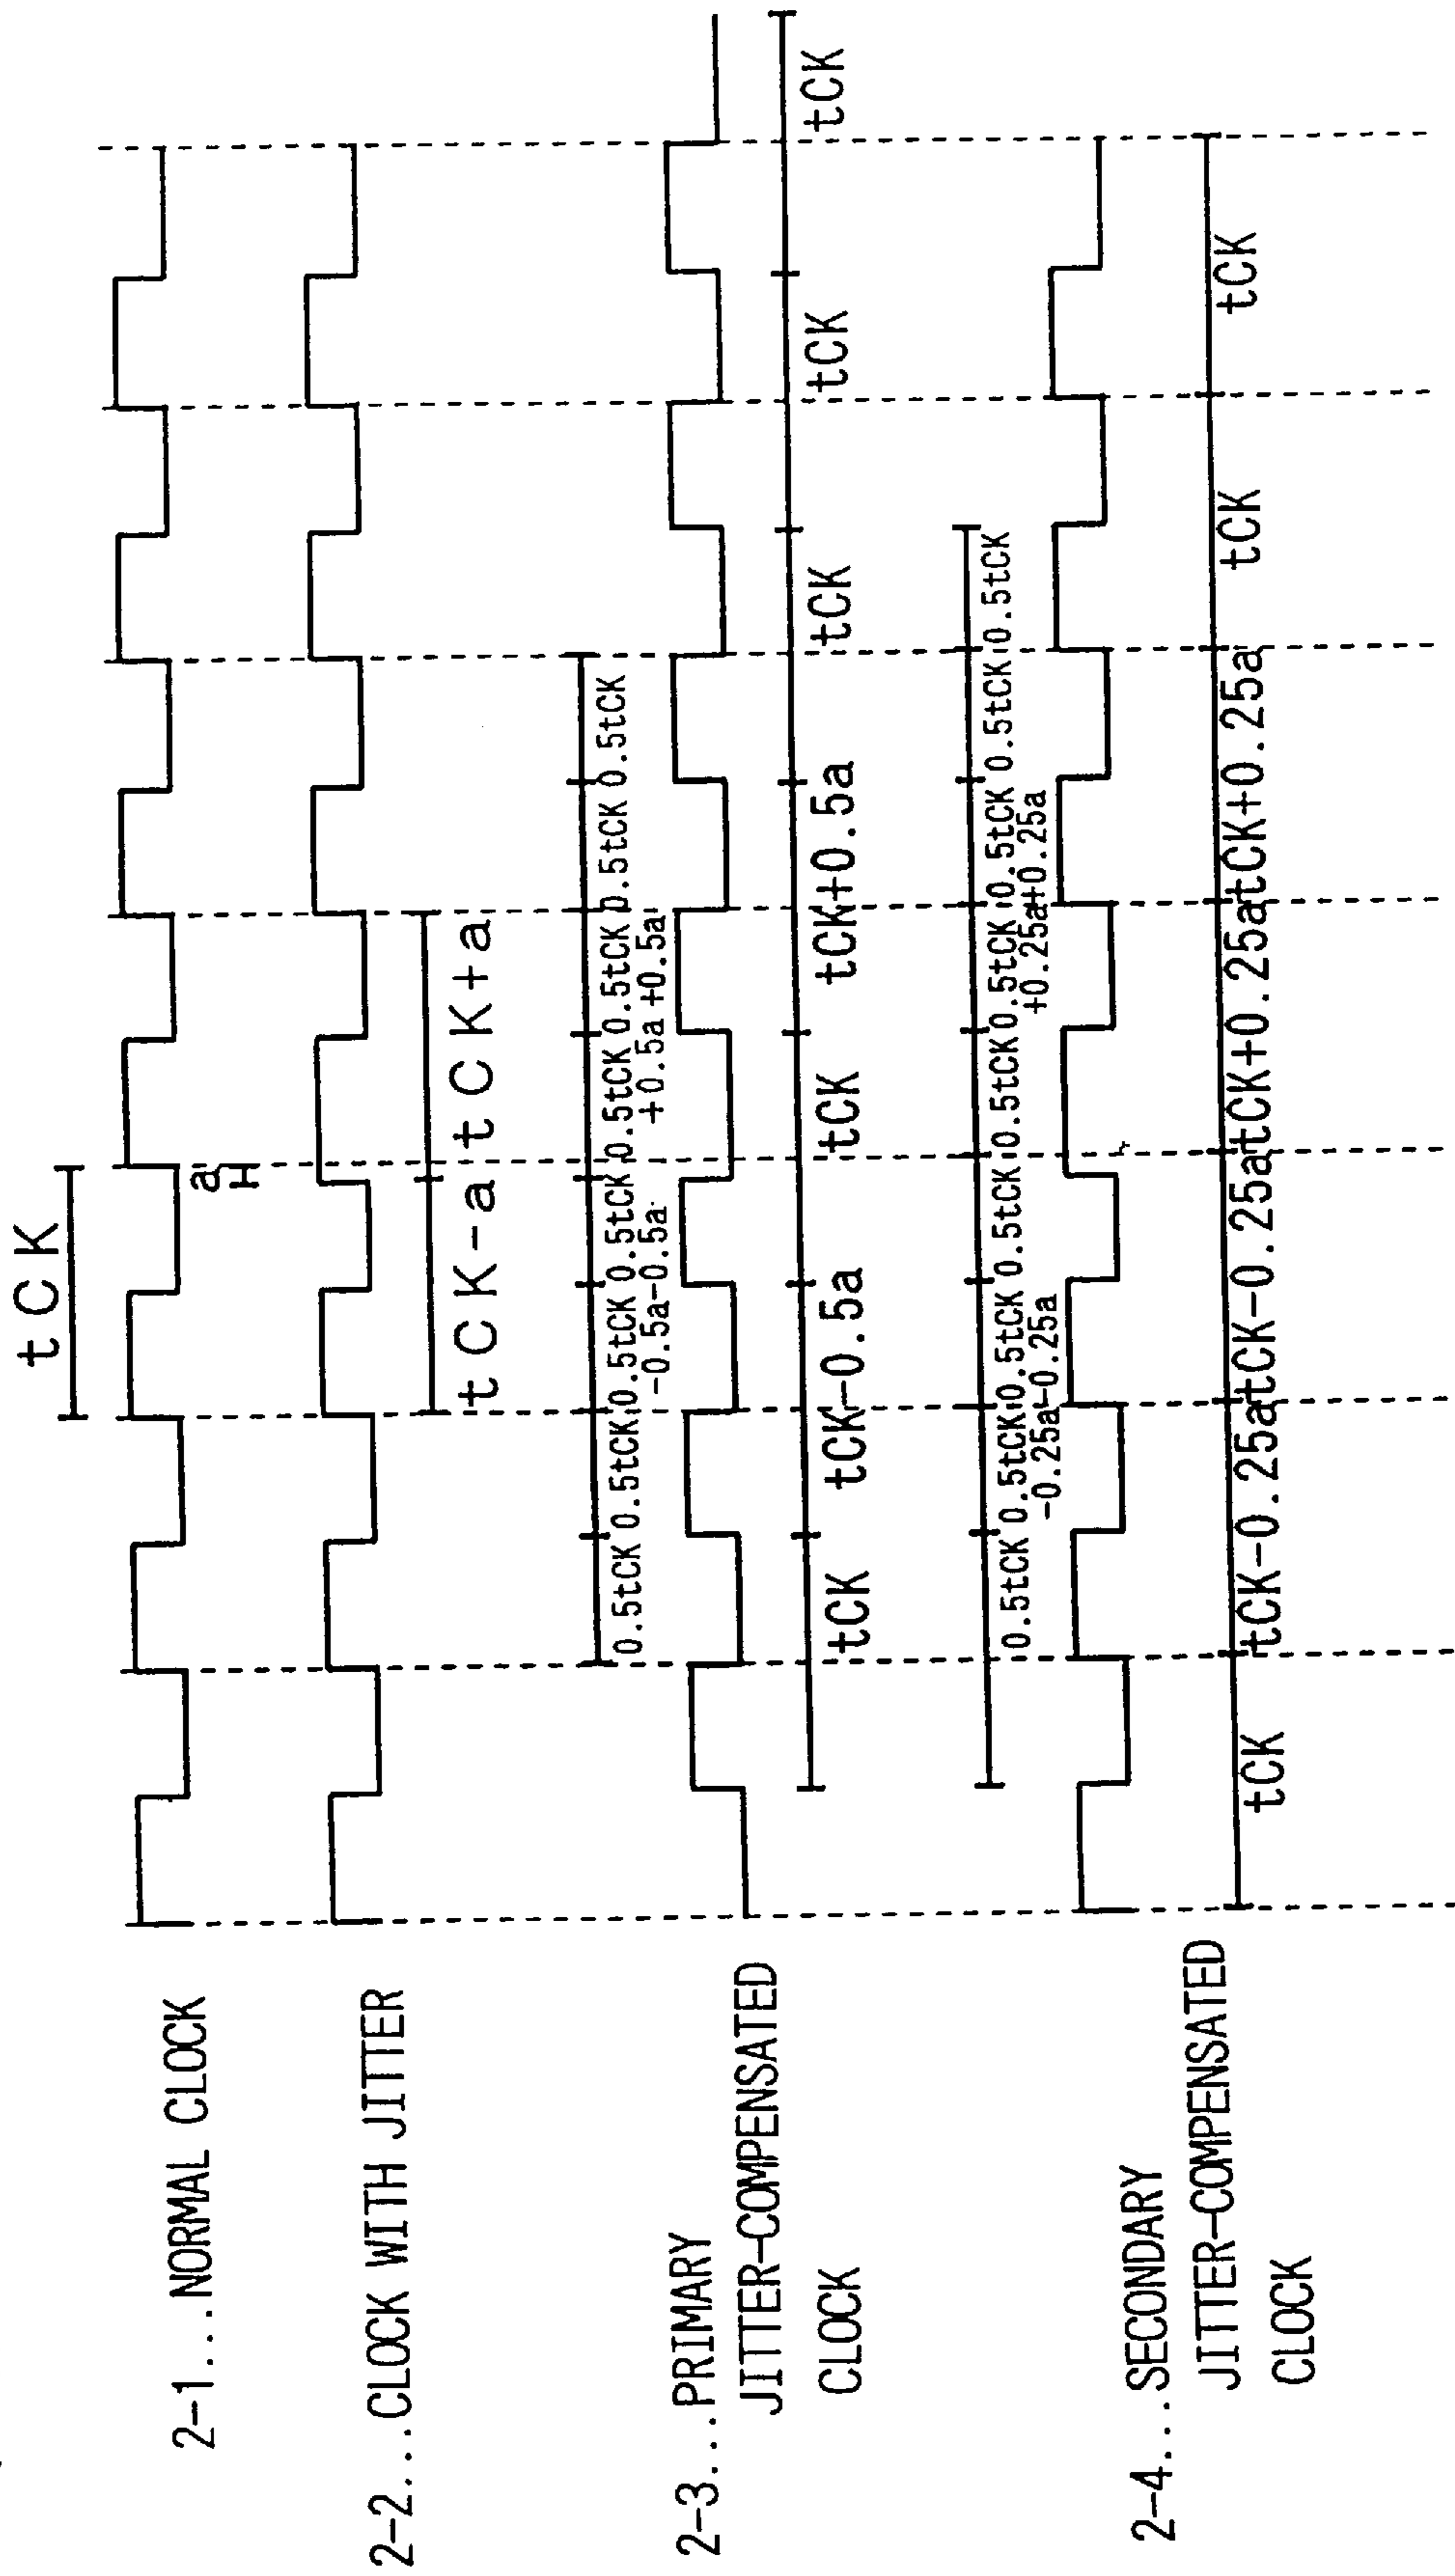 tCK
2-1...NORMAL CLOCK
a
2-2...CLOCK WITH JITTER
tCK-a tCK+a
0.5tCK 0.5tCK 0.5tCK 0.5tCK 0.5tCK 0.5tCK 0.5tCK 0.5tCK
-0.5a-0.5a +0.5a+0.5a
2-3...PRIMARY
JITTER-COMPENSATED
CLOCK
tCK tCK-0.5a tCK tCK+0.5a tCK tCK tCK
0.5tCK 0.5tCK 0.5tCK 0.5tCK 0.5tCK 0.5tCK 0.5tCK 0.5tCK 0.5tCK
-0.25a-0.25a +0.25a+0.25a
2-4...SECONDARY
JITTER-COMPENSATED
CLOCK
tCK tCK-0.25a tCK-0.25a tCK+0.25a tCK+0.25a tCK tCK